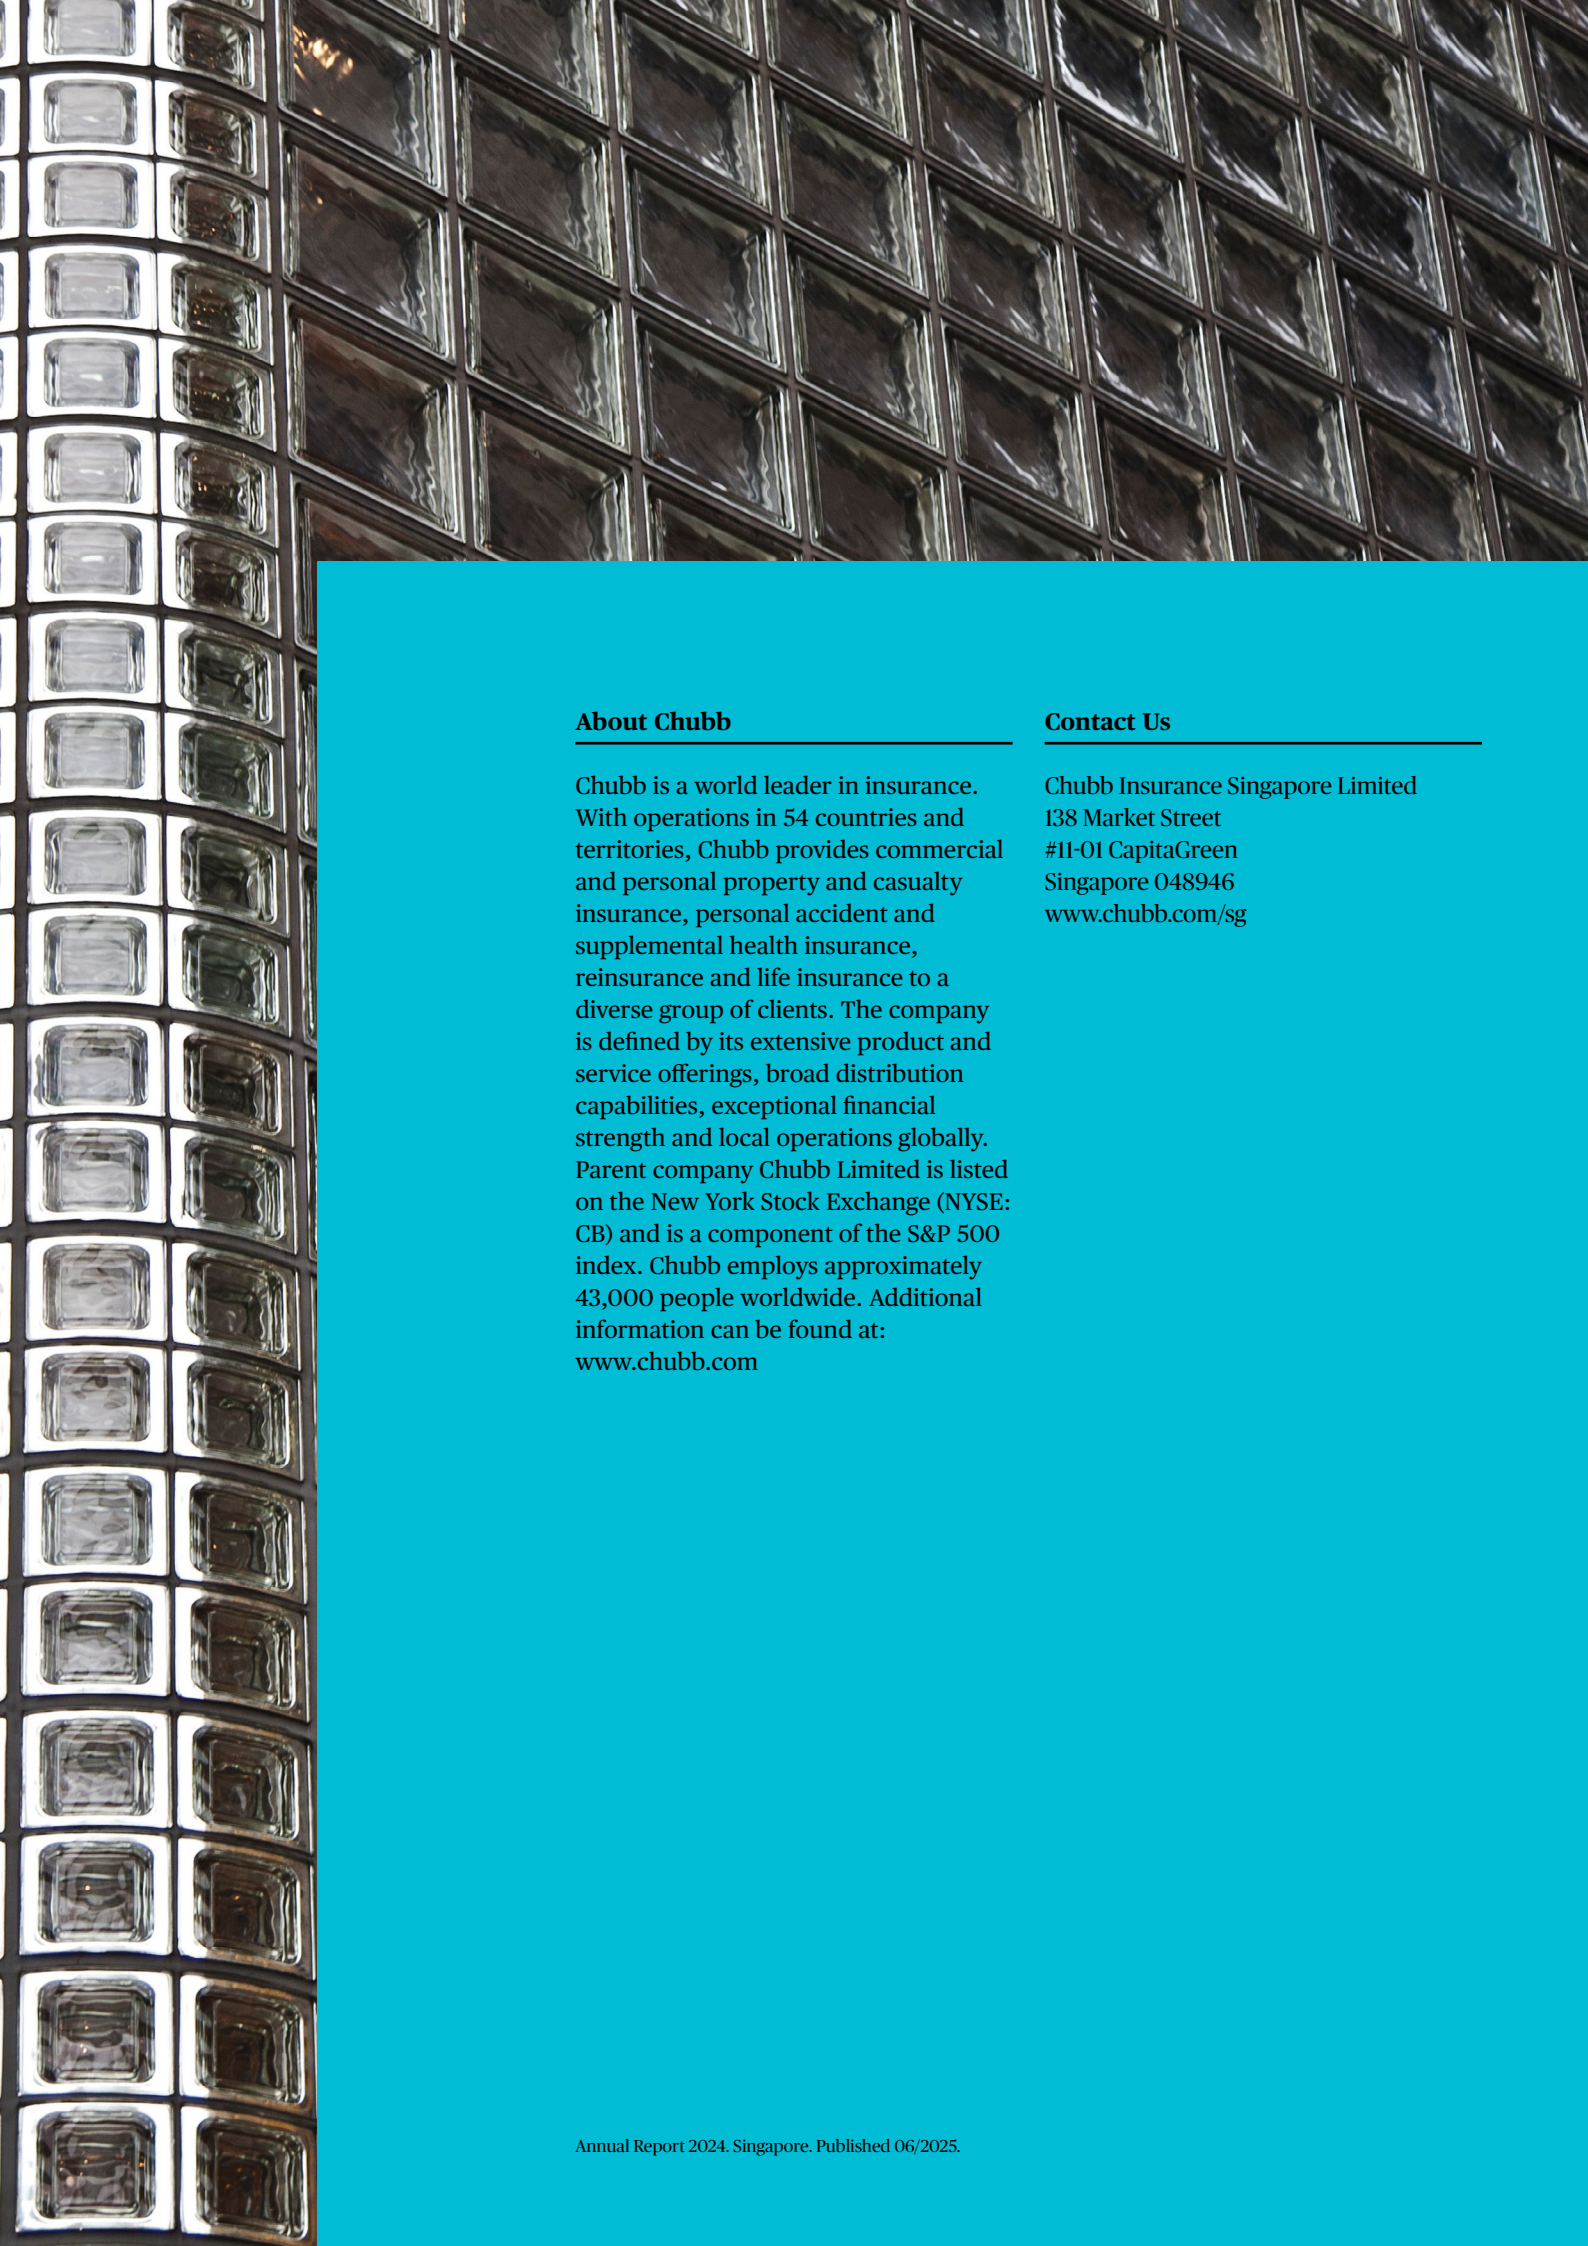 About Chubb
Chubb is a world leader in insurance.
With operations in 54 countries and
territories, Chubb provides commercial
and personal property and casualty
insurance, personal accident and
supplemental health insurance,
reinsurance and life insurance to a
diverse group of clients. The company
is defined by its extensive product and
service offerings, broad distribution
capabilities, exceptional financial
strength and local operations globally.
Parent company Chubb Limited is listed
on the New York Stock Exchange (NYSE:
CB) and is a component of the S&P 500
index. Chubb employs approximately
43,000 people worldwide. Additional
information can be found at:
www.chubb.com
Contact Us
Chubb Insurance Singapore Limited
138 Market Street
#11-01 CapitaGreen
Singapore 048946
www.chubb.com/sg
Annual Report 2024. Singapore. Published 06/2025.